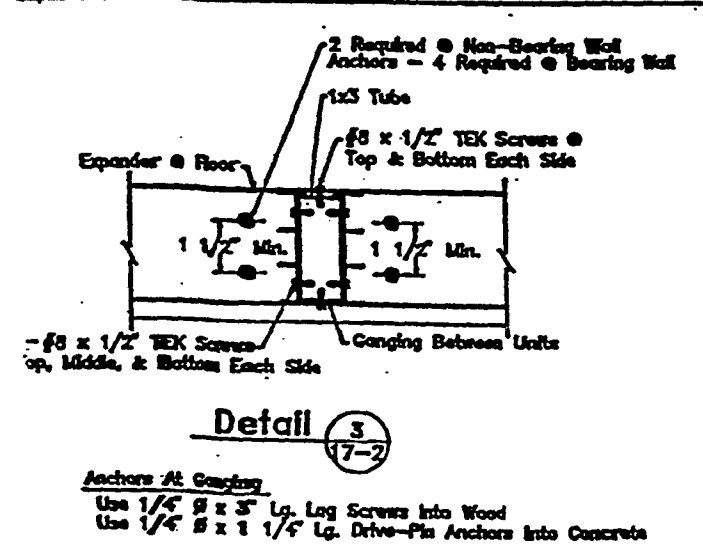 2 Required @ Non-Bearing Wall
Anchors - 4 Required @ Bearing Wall
1x3 Tube
#8 x 1/2" TEK Screws @
Top & Bottom Each Side
Expander @ Floor
1 1/2" Min.
1 1/2" Min.
#8 x 1/2" TEK Screws
op, Middle, & Bottom Each Side
Ganging Between Units
Detail 3
17-2
Anchors At Ganging
Use 1/4" Ø x 3" Lg. Lag Screws Into Wood
Use 1/4" Ø x 1 1/4" Lg. Drive-Pin Anchors Into Concrete